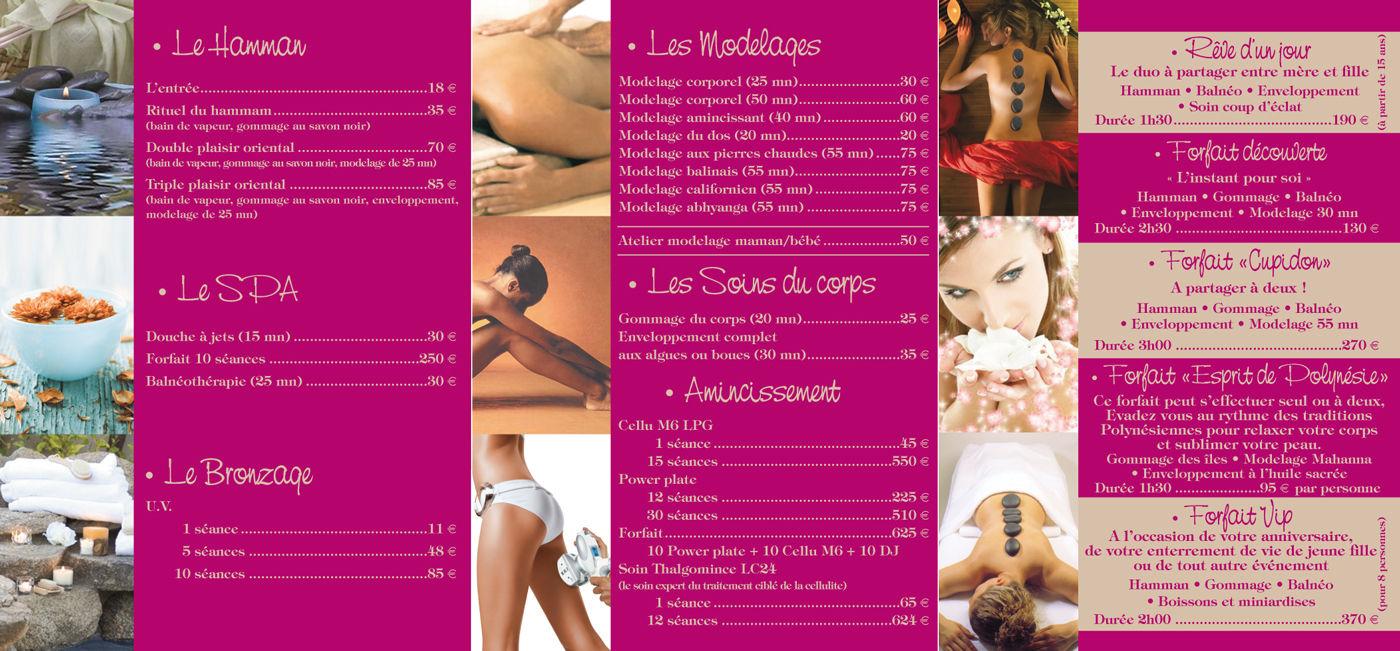 • Le Hamman
L'entrée..........18 €
Rituel du hammam..........35 €
(bain de vapeur, gommage au savon noir)
Double plaisir oriental ..........70 €
(bain de vapeur, gommage au savon noir, modelage de 25 mn)
Triple plaisir oriental ..........85 €
(bain de vapeur, gommage au savon noir, enveloppement,
modelage de 25 mn)
• Le SPA
Douche à jets (15 mn) ..........30 €
Forfait 10 séances ..........250 €
Balnéothérapie (25 mn) ..........30 €
• Le Bronzage
U.V.
1 séance ..........11 €
5 séances ..........48 €
10 séances ..........85 €
• Les Modelages
Modelage corporel (25 mn)..........30 €
Modelage corporel (50 mn)..........60 €
Modelage amincissant (40 mn) ..........60 €
Modelage du dos (20 mn)..........20 €
Modelage aux pierres chaudes (55 mn) ......75 €
Modelage balinais (55 mn)..........75 €
Modelage californien (55 mn) ..........75 €
Modelage abhyanga (55 mn) ..........75 €
Atelier modelage maman/bébé ..........50 €
• Les Soins du corps
Gommage du corps (20 mn)..........25 €
Enveloppement complet
aux algues ou boues (30 mn)..........35 €
• Amincissement
Cellu M6 LPG
1 séance ..........45 €
15 séances ..........550 €
Power plate
12 séances ..........225 €
30 séances ..........510 €
Forfait..........625 €
10 Power plate + 10 Cellu M6 + 10 DJ
Soin Thalgomince LC24
(le soin expert du traitement ciblé de la cellulite)
1 séance..........65 €
12 séances ..........624 €
• Rêve d'un jour
Le duo à partager entre mère et fille
Hamman • Balnéo • Enveloppement
• Soin coup d'éclat
Durée 1h30..........190 €
(à partir de 15 ans)
• Forfait découverte
« L'instant pour soi »
Hamman • Gommage • Balnéo
• Enveloppement • Modelage 30 mn
Durée 2h30 ..........130 €
• Forfait «Cupidon»
A partager à deux !
Hamman • Gommage • Balnéo
• Enveloppement • Modelage 55 mn
Durée 3h00 ..........270 €
• Forfait «Esprit de Polynésie»
Ce forfait peut s'effectuer seul ou à deux,
Evadez vous au rythme des traditions
Polynésiennes pour relaxer votre corps
et sublimer votre peau.
Gommage des îles • Modelage Mahanna
• Enveloppement à l'huile sacrée
Durée 1h30 ..........95 € par personne
• Forfait Vip
A l'occasion de votre anniversaire,
de votre enterrement de vie de jeune fille
ou de tout autre événement
Hamman • Gommage • Balnéo
• Boissons et miniardises
Durée 2h00 ..........370 €
(pour 8 personnes)